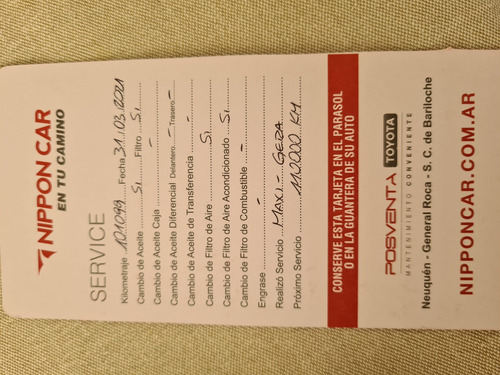 NIPPON CAR
EN TU CAMINO
SERVICE
Kilometraje 101099 Fecha 31/03/2021
Cambio de Aceite Si Filtro Si
Cambio de Aceite Caja -
Cambio de Aceite Diferencial Delantero - Trasero -
Cambio de Aceite de Transferencia -
Cambio de Filtro de Aire Si
Cambio de Filtro de Aire Acondicionado Si
Cambio de Filtro de Combustible -
Engrase -
Realizó Servicio MAXI - GEZA
Próximo Servicio 112000 KM
CONSERVE ESTA TARJETA EN EL PARASOL
O EN LA GUANTERA DE SU AUTO
POSVENTA TOYOTA
MANTENIMIENTO CONVENIENTE
Neuquén - General Roca - S. C. de Bariloche
NIPPONCAR.COM.AR